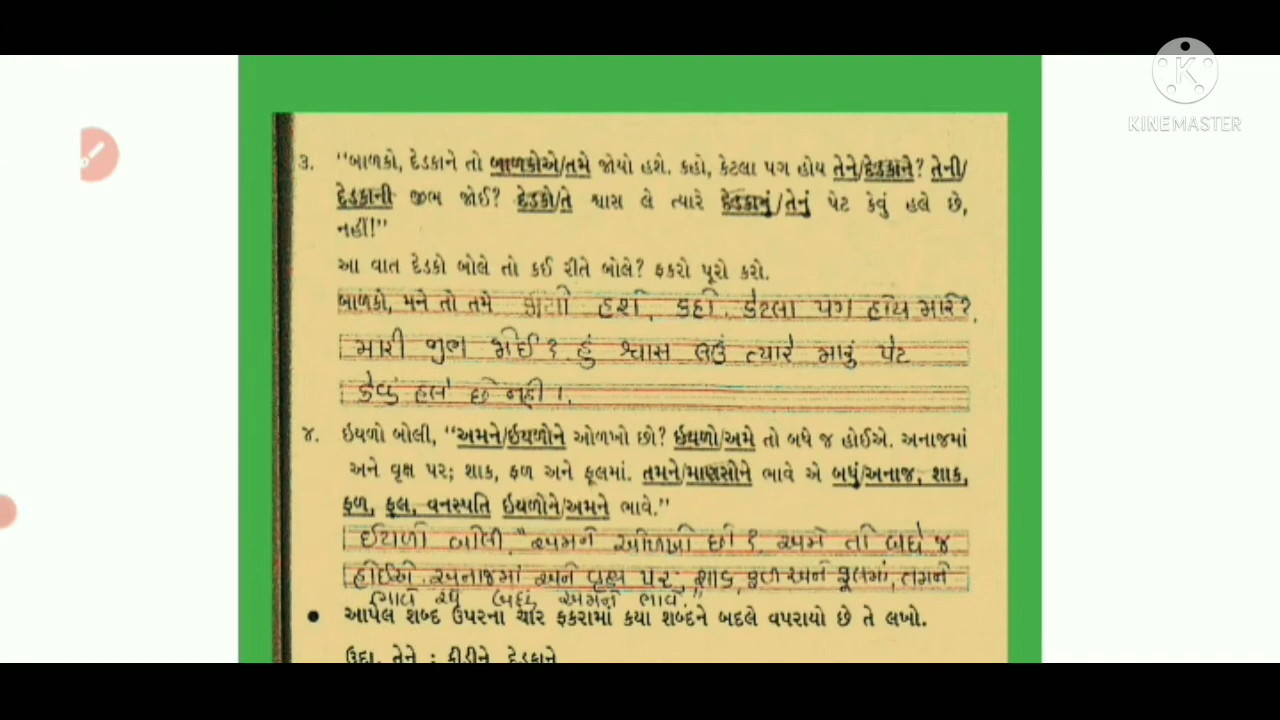 KINEMASTER
૩. "બાળકો, દેડકાને તો બાળકોએ/તમે જોયો હશે. કહો, કેટલા પગ હોય તેને/દેડકાને? તેની/
દેડકાની જીભ જોઈ? દેડકો/તે શ્વાસ લે ત્યારે દેડકાનું/તેનું પેટ કેવું હલે છે,
નહીં!"
આ વાત દેડકો બોલે તો કઈ રીતે બોલે? ફકરો પૂરો કરો.
બાળકો, મને તો તમે જોયો હશે. કહો. કેટલા પગ હોય મારે?
મારી જીભ જોઈ? હું શ્વાસ લઉં ત્યારે મારું પેટ
કેવું હલે છે નહી!.
૪. ઇયળો બોલી, "અમને/ઇયળોને ઓળખો છો? ઇયળો/અમે તો બધે જ હોઈએ. અનાજમાં
અને વૃક્ષ પર; શાક, ફળ અને ફૂલમાં. તમને/માણસોને ભાવે એ બધું/અનાજ, શાક,
ફળ, ફૂલ, વનસ્પતિ ઇયળોને/અમને ભાવે."
ઈયળો બોલી, "અમને ઓળખો છો?. અમે તો બધે જ
હોઈએ. અનાજમાં અને વૃક્ષ પર; શાક, ફળ અને ફૂલમાં, તમને
ભાવે એ બધું અમને ભાવે."
● આપેલ શબ્દ ઉપરના ચાર ફકરામાં કયા શબ્દને બદલે વપરાયો છે તે લખો.
ઉદા. તેને : કીડીને દેડકાને